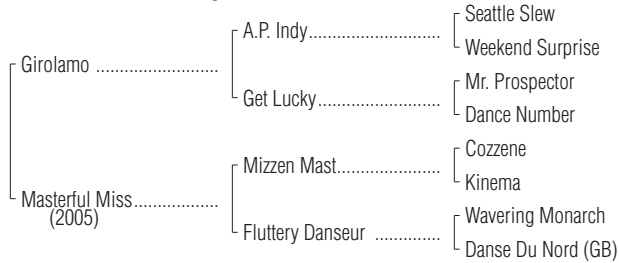 Seattle Slew
A.P. Indy
Weekend Surprise
Girolamo
Mr. Prospector
Get Lucky
Dance Number
Cozzene
Mizzen Mast
Kinema
Masterful Miss
(2005)
Wavering Monarch
Fluttery Danseur
Danse Du Nord (GB)